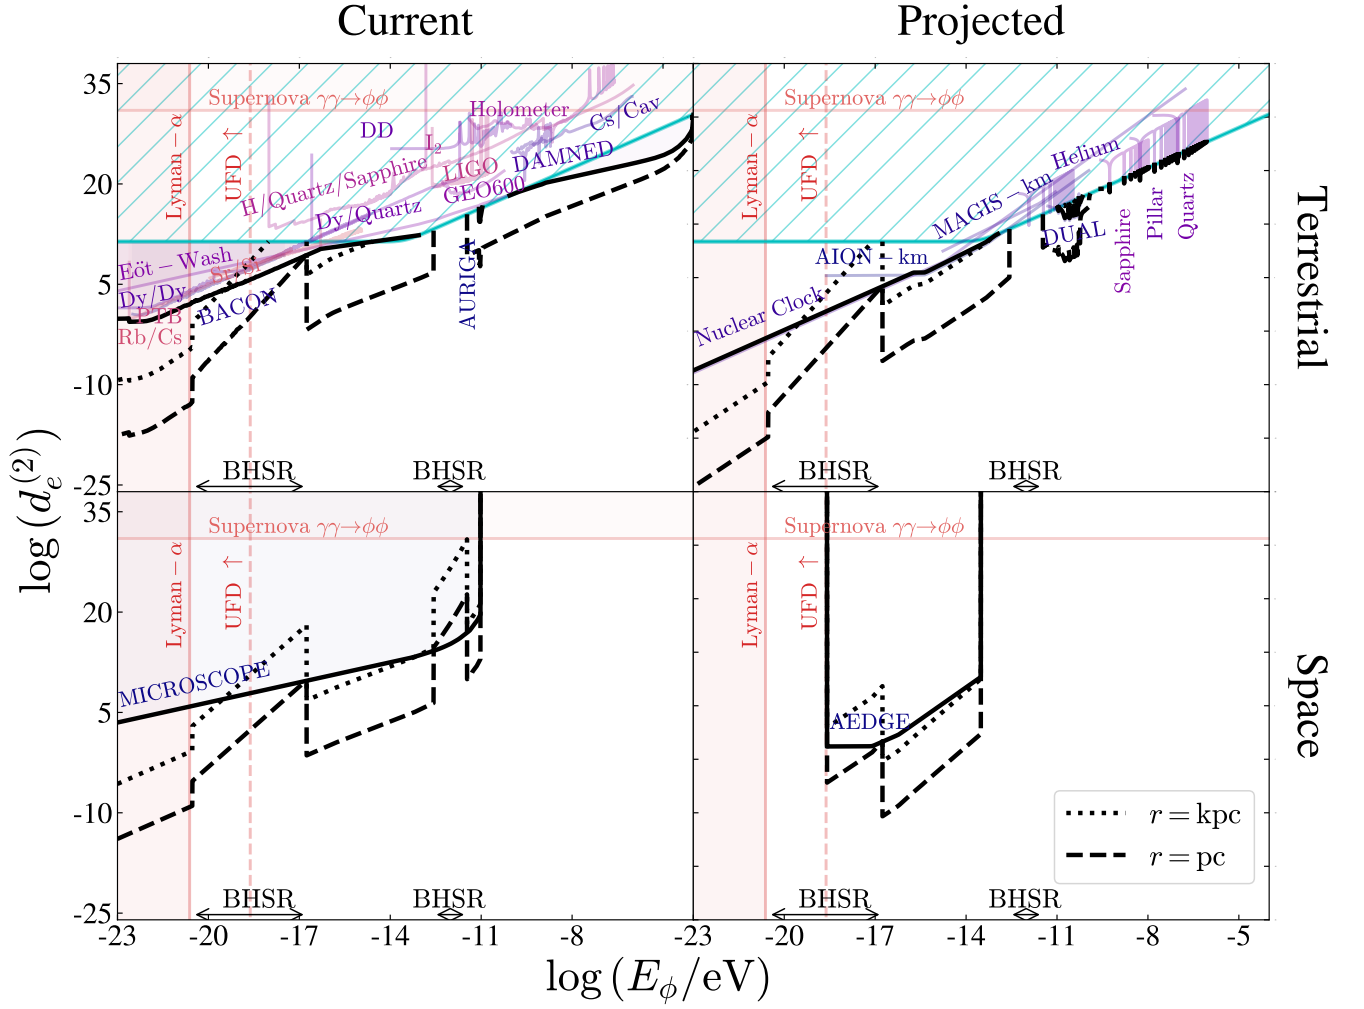 Current
Projected
35
20
5
-10
-25
Supernova γγ→ϕϕ
Lyman−α
UFD →
DD
I₂
Holometer
Cs/Cav
H/Quartz/Sapphire
LIGO
DAMNED
GEO600
Dy/Quartz
Eöt−Wash
Sr/Si
Dy/Dy
PTB
Rb/Cs
BACON
AURIGA
BHSR
BHSR
Supernova γγ→ϕϕ
Lyman−α
UFD →
Helium
MAGIS−km
AION−km
DUAL
Nuclear Clock
Sapphire
Pillar
Quartz
BHSR
BHSR
Terrestrial
35
20
5
-10
-25
Supernova γγ→ϕϕ
Lyman−α
UFD →
MICROSCOPE
BHSR
BHSR
Supernova γγ→ϕϕ
Lyman−α
UFD →
AEDGE
r = kpc
r = pc
BHSR
BHSR
Space
-23 -20 -17 -14 -11 -8 -23 -20 -17 -14 -11 -8 -5
log (E_ϕ/eV)
log (d_e^(2))